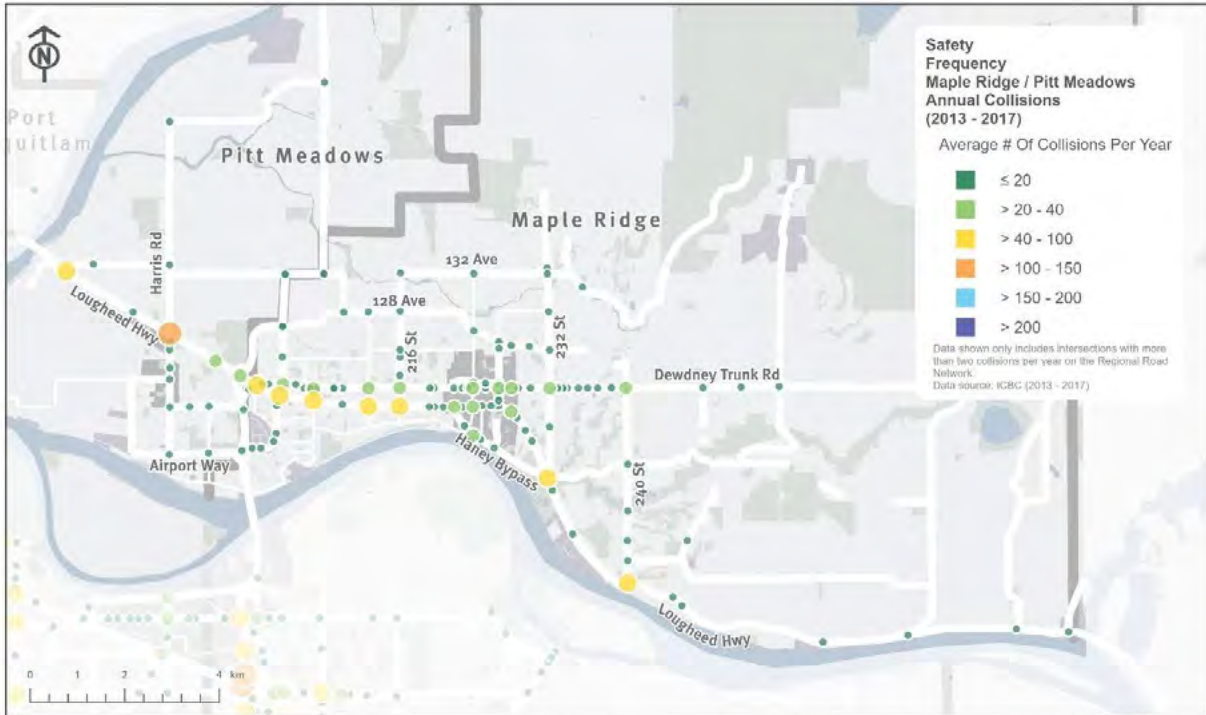 N
Safety
Frequency
Maple Ridge / Pitt Meadows
Annual Collisions
(2013 - 2017)
Average # Of Collisions Per Year
≤ 20
> 20 - 40
> 40 - 100
> 100 - 150
> 150 - 200
> 200
Data shown only includes intersections with more
than two collisions per year on the Regional Road
Network.
Data source: ICBC (2013 - 2017)
Port
quitlam
Pitt Meadows
Maple Ridge
Harris Rd
132 Ave
Lougheed Hwy
128 Ave
216 St
232 St
Dewdney Trunk Rd
Airport Way
Haney Bypass
240 St
Lougheed Hwy
0 1 2 4 km